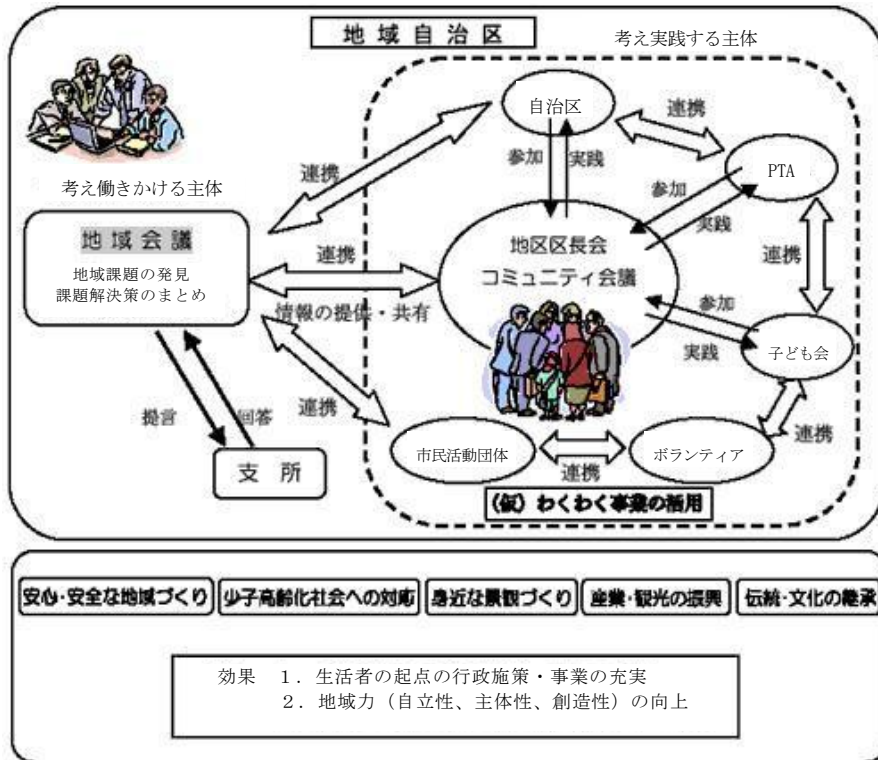 地域自治区
考え実践する主体
自治区
連携
参加
実践
連携
PTA
参加
実践
考え働きかける主体
地域会議
地域課題の発見
課題解決策のまとめ
連携
情報の提供・共有
地区区長会
コミュニティ会議
連携
参加
実践
子ども会
提言
回答
連携
支所
市民活動団体
連携
ボランティア
連携
(仮)わくわく事業の活用
安心・安全な地域づくり
少子高齢化社会への対応
身近な景観づくり
産業・観光の振興
伝統・文化の継承
効果 1．生活者の起点の行政施策・事業の充実
2．地域力（自立性、主体性、創造性）の向上